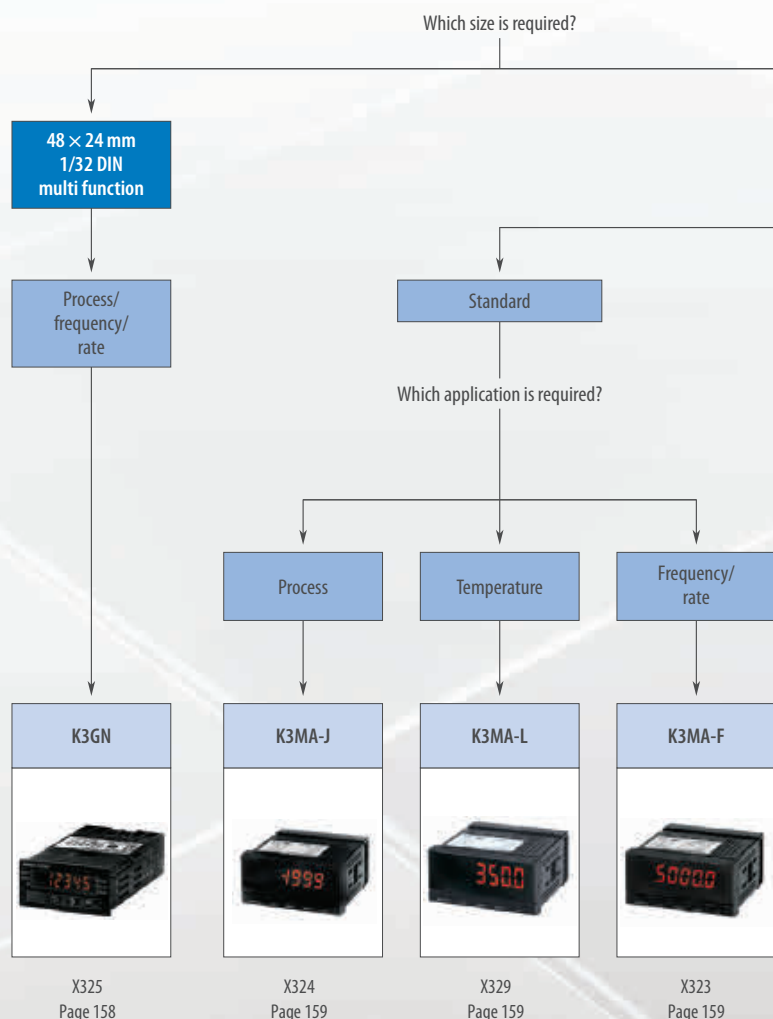 Which size is required?
48 × 24 mm
1/32 DIN
multi function
Process/
frequency/
rate
Standard
Which application is required?
Process
Temperature
Frequency/
rate
K3GN
K3MA-J
K3MA-L
K3MA-F
12345
-1999
350.0
5000.0
X325
Page 158
X324
Page 159
X329
Page 159
X323
Page 159